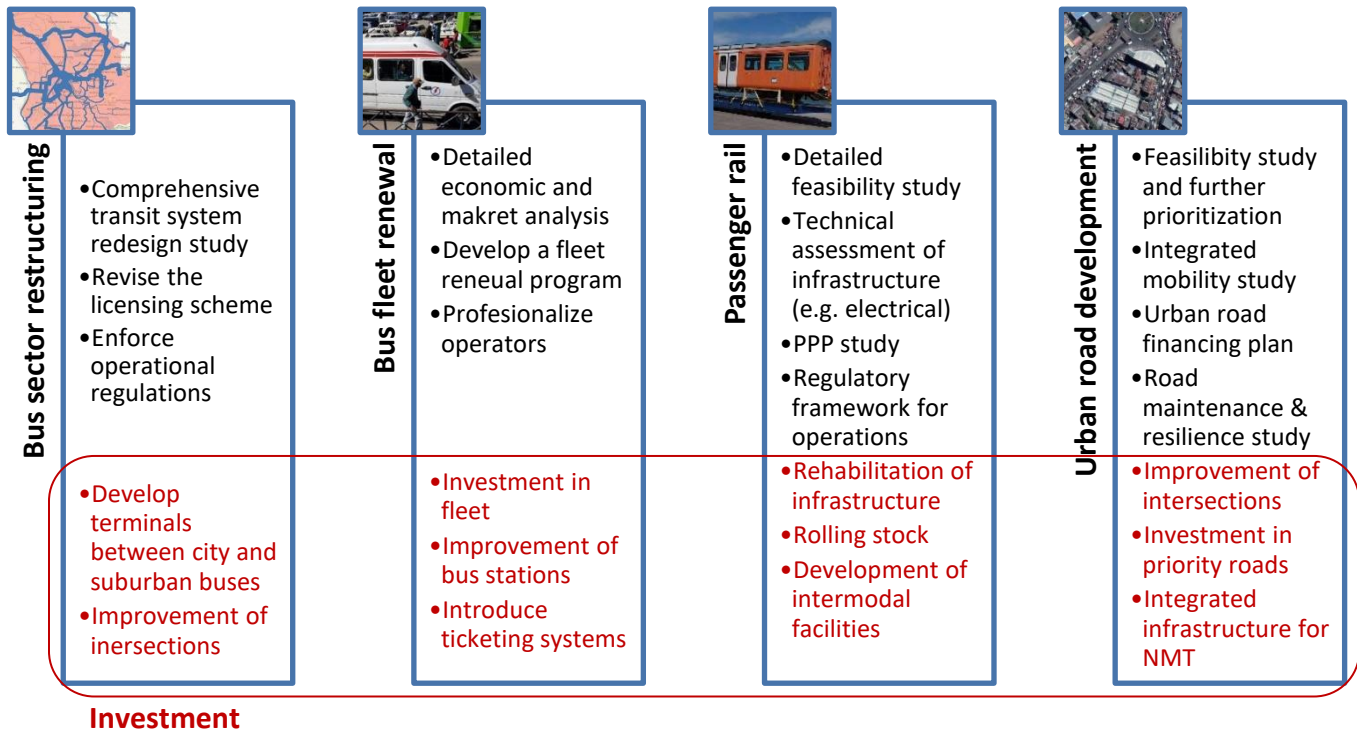 Bus sector restructuring
•Comprehensive
transit system
redesign study
•Revise the
licensing scheme
•Enforce
operational
regulations
•Develop
terminals
between city and
suburban buses
•Improvement of
inersections
Bus fleet renewal
•Detailed
economic and
makret analysis
•Develop a fleet
reneual program
•Profesionalize
operators
•Investment in
fleet
•Improvement of
bus stations
•Introduce
ticketing systems
Passenger rail
•Detailed
feasibility study
•Technical
assessment of
infrastructure
(e.g. electrical)
•PPP study
•Regulatory
framework for
operations
•Rehabilitation of
infrastructure
•Rolling stock
•Development of
intermodal
facilities
Urban road development
•Feasilibity study
and further
prioritization
•Integrated
mobility study
•Urban road
financing plan
•Road
maintenance &
resilience study
•Improvement of
intersections
•Investment in
priority roads
•Integrated
infrastructure for
NMT
Investment